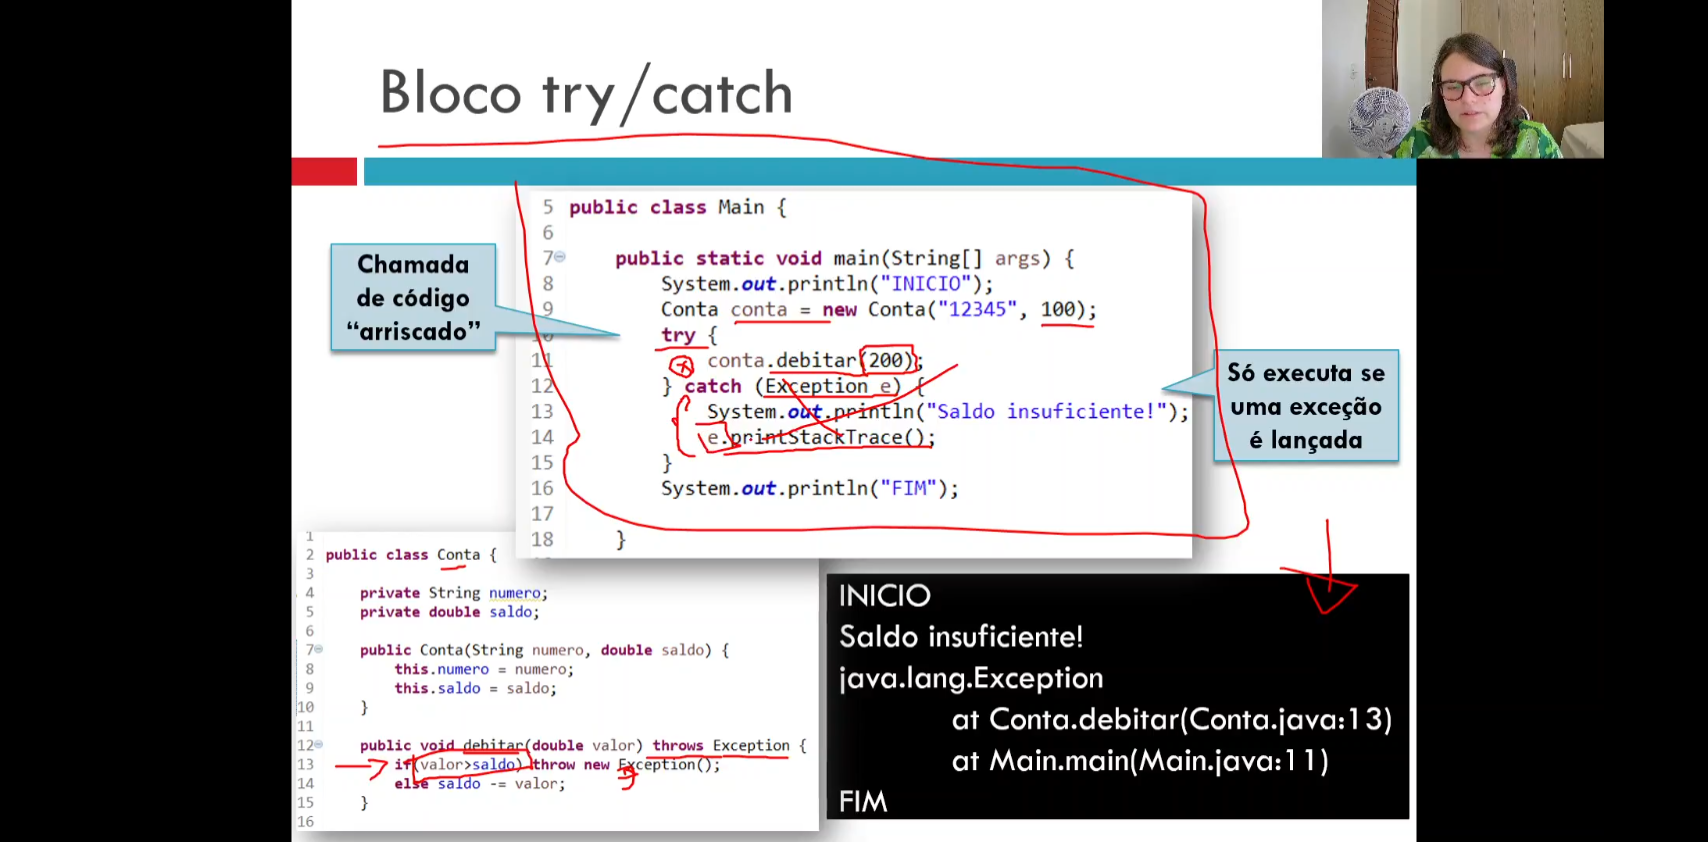 Bloco try/catch
Chamada
de código
“arriscado”
5 public class Main {
6
7 public static void main(String[] args) {
8 System.out.println("INICIO");
9 Conta conta = new Conta("12345", 100);
10 try {
11 conta.debitar(200);
12 } catch (Exception e) {
13 System.out.println("Saldo insuficiente!");
14 e.printStackTrace();
15 }
16 System.out.println("FIM");
17
18 }
Só executa se
uma exceção
é lançada
1
2 public class Conta {
3
4 private String numero;
5 private double saldo;
6
7 public Conta(String numero, double saldo) {
8 this.numero = numero;
9 this.saldo = saldo;
10 }
11
12 public void debitar(double valor) throws Exception {
13 if(valor>saldo) throw new Exception();
14 else saldo -= valor;
15 }
16
INICIO
Saldo insuficiente!
java.lang.Exception
at Conta.debitar(Conta.java:13)
at Main.main(Main.java:11)
FIM